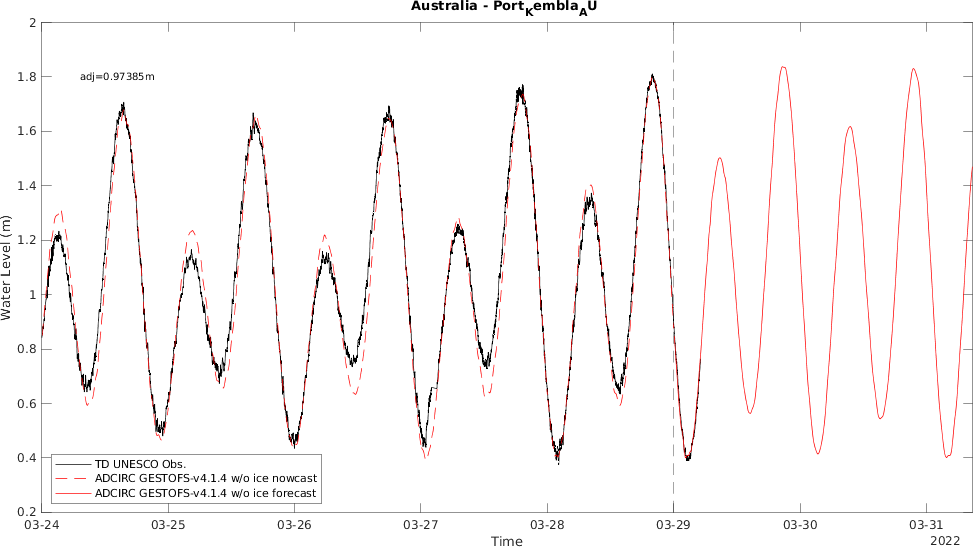 Australia - PortKemblaAU
2
1.8
1.6
1.4
1.2
1
0.8
0.6
0.4
0.2
Water Level (m)
adj=0.97385m
TD UNESCO Obs.
ADCIRC GESTOFS-v4.1.4 w/o ice nowcast
ADCIRC GESTOFS-v4.1.4 w/o ice forecast
03-24 03-25 03-26 03-27 03-28 03-29 03-30 03-31
Time
2022